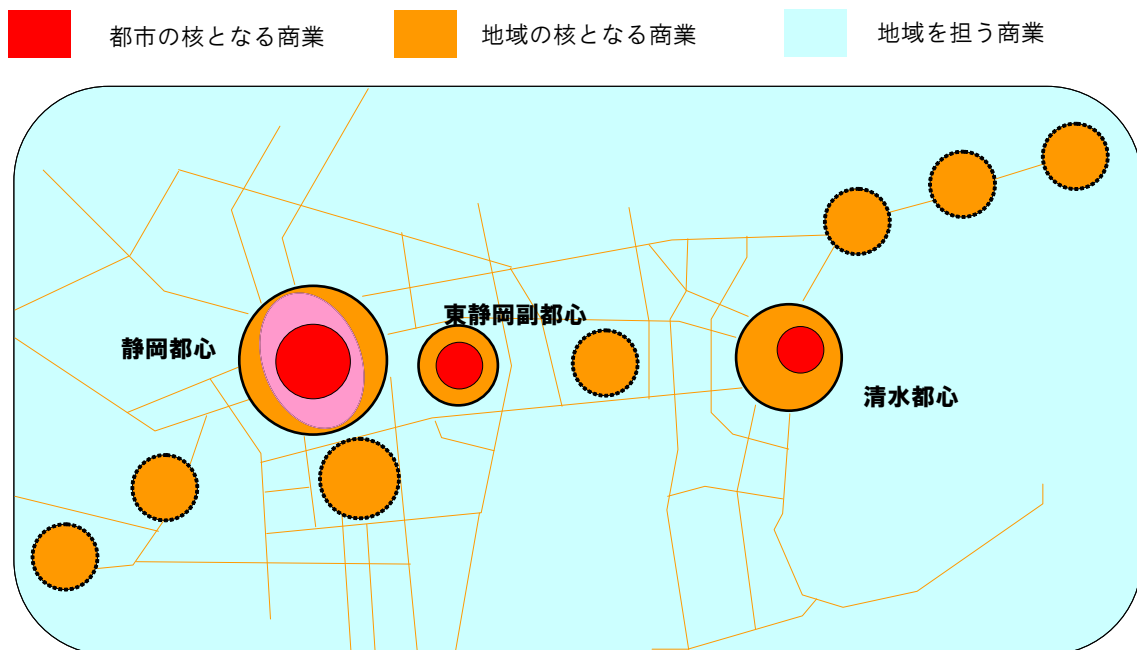 都市の核となる商業
地域の核となる商業
地域を担う商業
東静岡副都心
静岡都心
清水都心